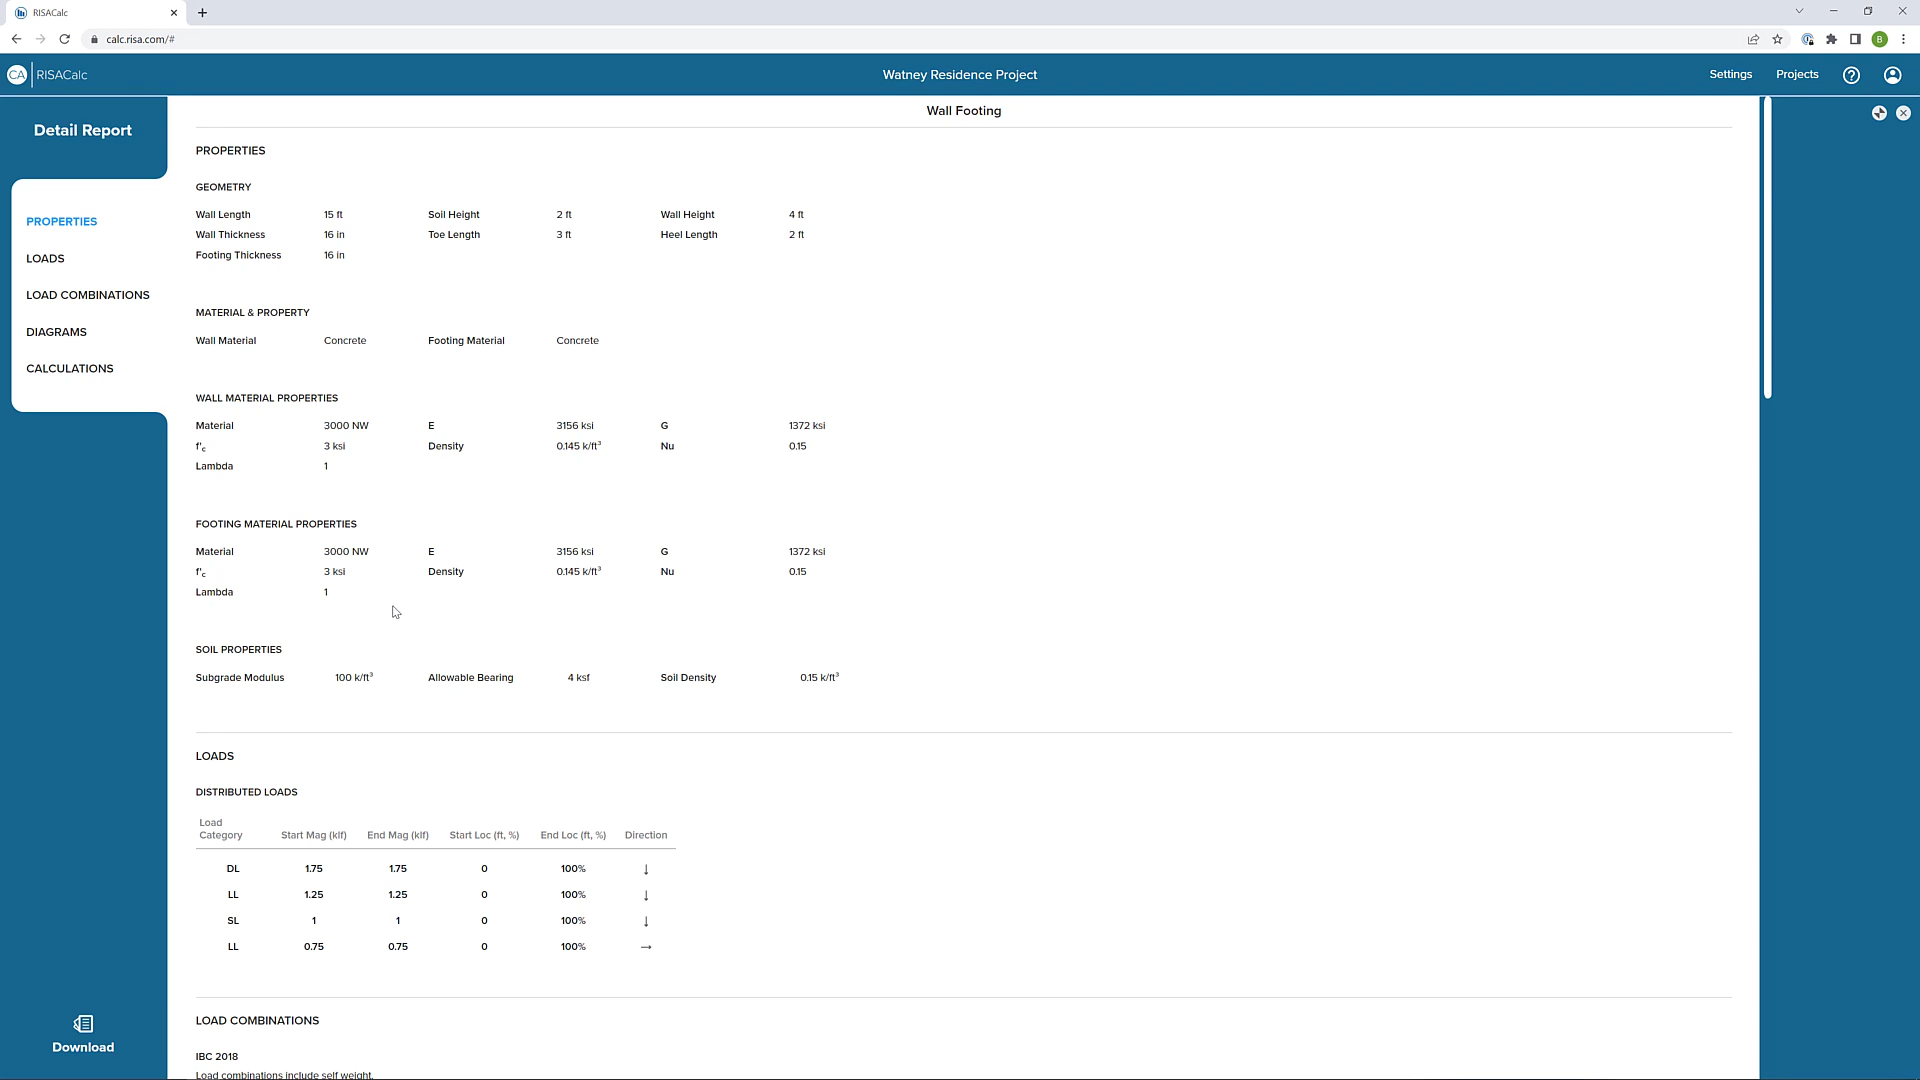 RISACalc
calc.risa.com/#
B
CA RISACalc
Watney Residence Project
Settings Projects ?
Detail Report
PROPERTIES
LOADS
LOAD COMBINATIONS
DIAGRAMS
CALCULATIONS
Download
Wall Footing
PROPERTIES
GEOMETRY
Wall Length 15 ft Soil Height 2 ft Wall Height 4 ft
Wall Thickness 16 in Toe Length 3 ft Heel Length 2 ft
Footing Thickness 16 in
MATERIAL & PROPERTY
Wall Material Concrete Footing Material Concrete
WALL MATERIAL PROPERTIES
Material 3000 NW E 3156 ksi G 1372 ksi
f'c 3 ksi Density 0.145 k/ft³ Nu 0.15
Lambda 1
FOOTING MATERIAL PROPERTIES
Material 3000 NW E 3156 ksi G 1372 ksi
f'c 3 ksi Density 0.145 k/ft³ Nu 0.15
Lambda 1
SOIL PROPERTIES
Subgrade Modulus 100 k/ft³ Allowable Bearing 4 ksf Soil Density 0.15 k/ft³
LOADS
DISTRIBUTED LOADS
Load
Category Start Mag (klf) End Mag (klf) Start Loc (ft, %) End Loc (ft, %) Direction
DL 1.75 1.75 0 100% ↓
LL 1.25 1.25 0 100% ↓
SL 1 1 0 100% ↓
LL 0.75 0.75 0 100% →
LOAD COMBINATIONS
IBC 2018
Load combinations include self weight.